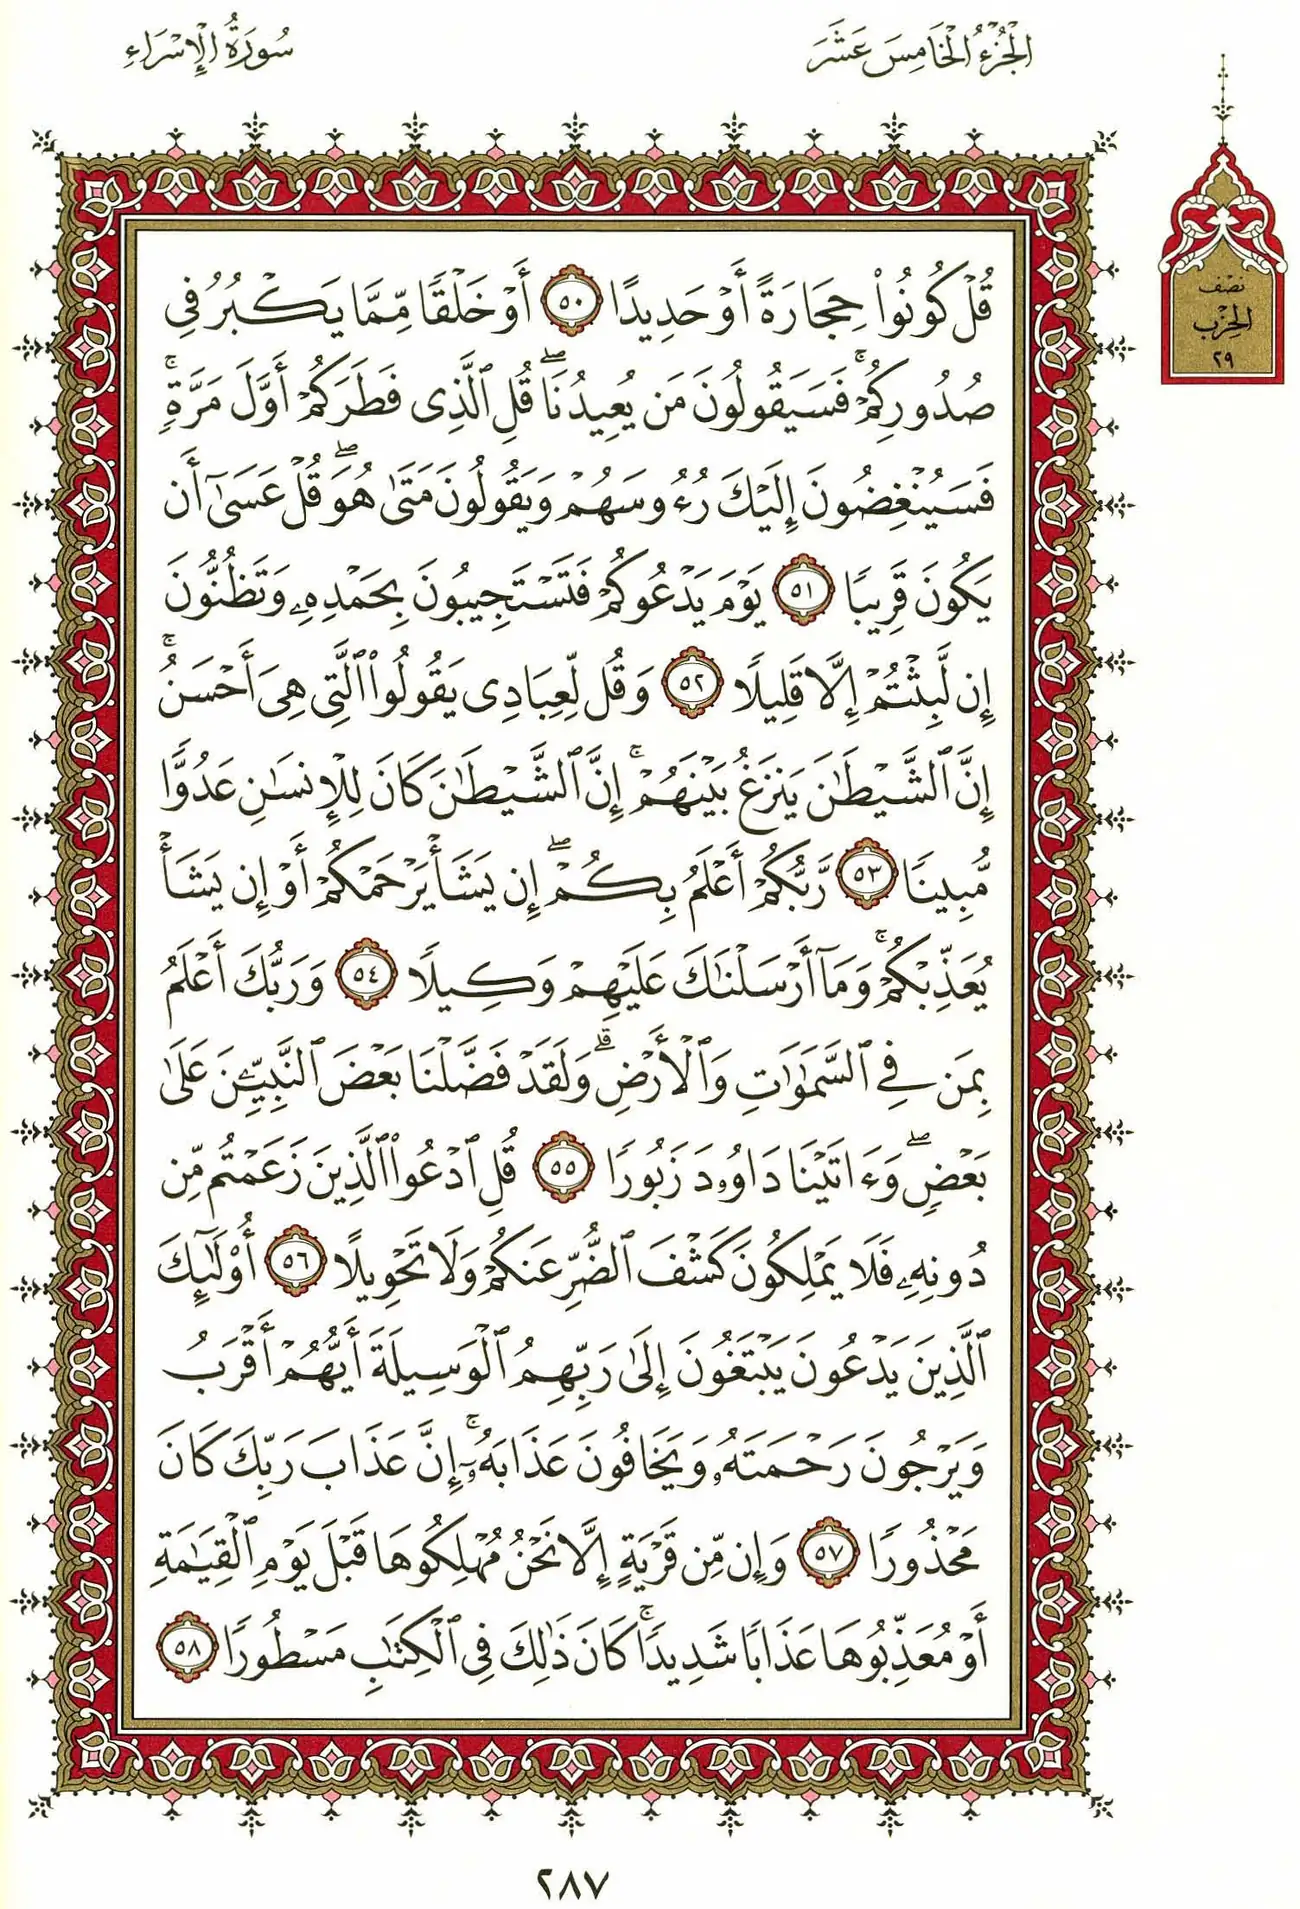 الجُزْءُ الخَامِسَ عَشَرَ
سُورَةُ الإِسْرَاءِ
نصف
الحزب
٢٩
قُلْ كُونُوا۟ حِجَارَةً أَوْ حَدِيدًا ٥٠ أَوْ خَلْقًا مِّمَّا يَكْبُرُ فِى
صُدُورِكُمْ ۚ فَسَيَقُولُونَ مَن يُعِيدُنَا ۖ قُلِ ٱلَّذِى فَطَرَكُمْ أَوَّلَ مَرَّةٍ ۚ
فَسَيُنْغِضُونَ إِلَيْكَ رُءُوسَهُمْ وَيَقُولُونَ مَتَىٰ هُوَ ۖ قُلْ عَسَىٰٓ أَن
يَكُونَ قَرِيبًا ٥١ يَوْمَ يَدْعُوكُمْ فَتَسْتَجِيبُونَ بِحَمْدِهِۦ وَتَظُنُّونَ
إِن لَّبِثْتُمْ إِلَّا قَلِيلًا ٥٢ وَقُل لِّعِبَادِى يَقُولُوا۟ ٱلَّتِى هِىَ أَحْسَنُ ۚ
إِنَّ ٱلشَّيْطَٰنَ يَنزَغُ بَيْنَهُمْ ۚ إِنَّ ٱلشَّيْطَٰنَ كَانَ لِلْإِنسَٰنِ عَدُوًّا
مُّبِينًا ٥٣ رَّبُّكُمْ أَعْلَمُ بِكُمْ ۖ إِن يَشَأْ يَرْحَمْكُمْ أَوْ إِن يَشَأْ
يُعَذِّبْكُمْ ۚ وَمَآ أَرْسَلْنَٰكَ عَلَيْهِمْ وَكِيلًا ٥٤ وَرَبُّكَ أَعْلَمُ
بِمَن فِى ٱلسَّمَٰوَٰتِ وَٱلْأَرْضِ ۗ وَلَقَدْ فَضَّلْنَا بَعْضَ ٱلنَّبِيِّـۧنَ عَلَىٰ
بَعْضٍ ۖ وَءَاتَيْنَا دَاوُۥدَ زَبُورًا ٥٥ قُلِ ٱدْعُوا۟ ٱلَّذِينَ زَعَمْتُم مِّن
دُونِهِۦ فَلَا يَمْلِكُونَ كَشْفَ ٱلضُّرِّ عَنكُمْ وَلَا تَحْوِيلًا ٥٦ أُو۟لَٰٓئِكَ
ٱلَّذِينَ يَدْعُونَ يَبْتَغُونَ إِلَىٰ رَبِّهِمُ ٱلْوَسِيلَةَ أَيُّهُمْ أَقْرَبُ
وَيَرْجُونَ رَحْمَتَهُۥ وَيَخَافُونَ عَذَابَهُۥٓ ۚ إِنَّ عَذَابَ رَبِّكَ كَانَ
مَحْذُورًا ٥٧ وَإِن مِّن قَرْيَةٍ إِلَّا نَحْنُ مُهْلِكُوهَا قَبْلَ يَوْمِ ٱلْقِيَٰمَةِ
أَوْ مُعَذِّبُوهَا عَذَابًا شَدِيدًا ۚ كَانَ ذَٰلِكَ فِى ٱلْكِتَٰبِ مَسْطُورًا ٥٨
٢٨٧